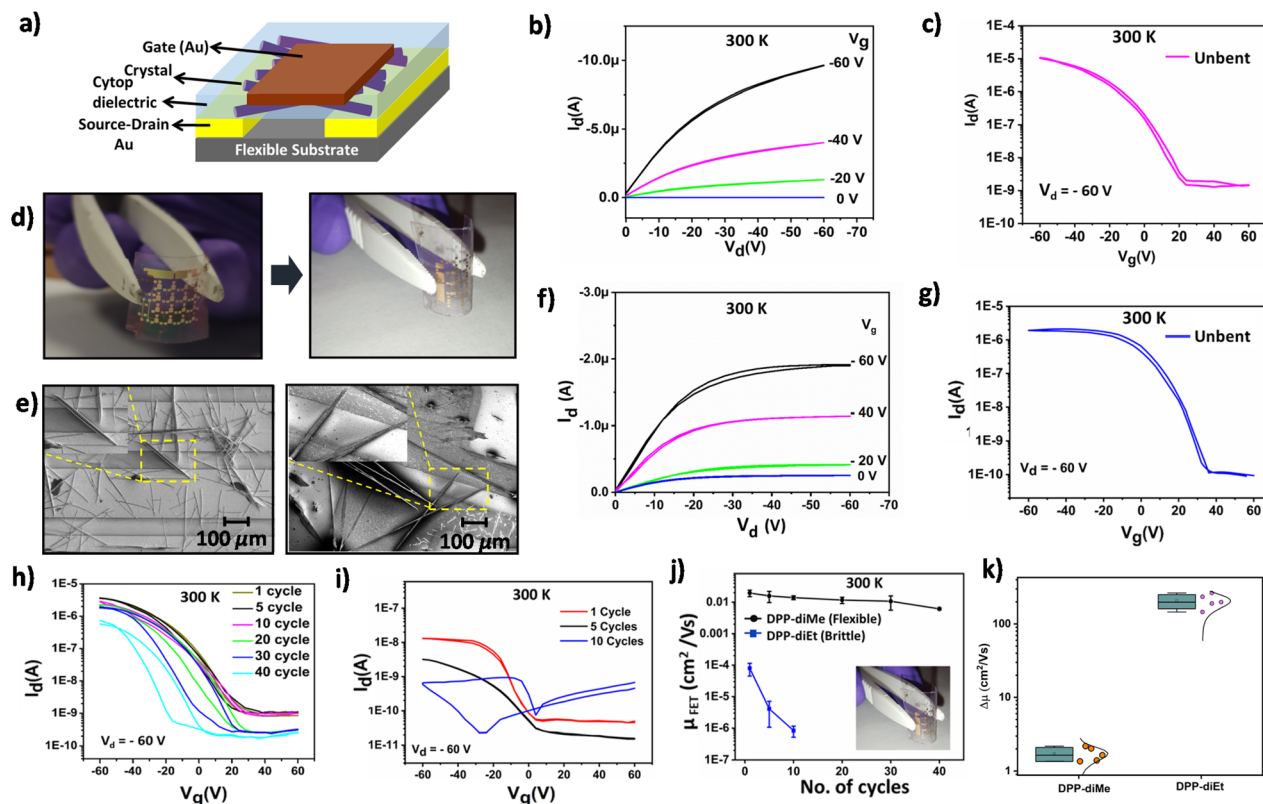 a)
Gate (Au)
Crystal
Cytop
dielectric
Source-Drain
Au
Flexible Substrate
b)
300 K
Vg
-60 V
-40 V
-20 V
0 V
-10.0µ
-5.0µ
0.0
Id(A)
0 -10 -20 -30 -40 -50 -60 -70
Vd(V)
c)
300 K
Unbent
1E-4
1E-5
1E-6
1E-7
1E-8
1E-9
1E-10
Id(A)
Vd = - 60 V
-60 -40 -20 0 20 40 60
Vg(V)
d)
e)
100 µm
100 µm
f)
300 K
Vg
- 60 V
- 40 V
- 20 V
0 V
-3.0µ
-2.0µ
-1.0µ
0.0
Id (A)
0 -10 -20 -30 -40 -50 -60 -70
Vd (V)
g)
300 K
Unbent
1E-5
1E-6
1E-7
1E-8
1E-9
1E-10
Id(A)
Vd = - 60 V
-60 -40 -20 0 20 40 60
Vg(V)
h)
300 K
1 cycle
5 cycle
10 cycle
20 cycle
30 cycle
40 cycle
1E-5
1E-6
1E-7
1E-8
1E-9
1E-10
Id(A)
Vd = - 60 V
-60 -40 -20 0 20 40 60
Vg(V)
i)
300 K
1 Cycle
5 Cycles
10 Cycles
1E-6
1E-7
1E-8
1E-9
1E-10
1E-11
Id(A)
Vd = - 60 V
-60 -40 -20 0 20 40 60
Vg(V)
j)
300 K
DPP-diMe (Flexible)
DPP-diEt (Brittle)
0.01
0.001
1E-4
1E-5
1E-6
µFET (cm2 /Vs)
0 10 20 30 40
No. of cycles
k)
100
10
1
Δµ (cm2/Vs)
DPP-diMe
DPP-diEt